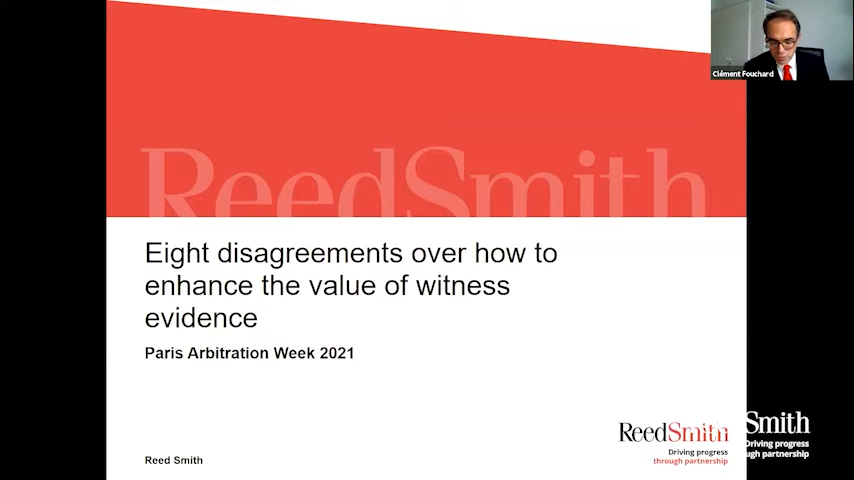 Clément Fouchard
ReedSmith
Eight disagreements over how to
enhance the value of witness
evidence
Paris Arbitration Week 2021
ReedSmith
Driving progress
through partnership
Smith
Driving progress
ugh partnership
Reed Smith